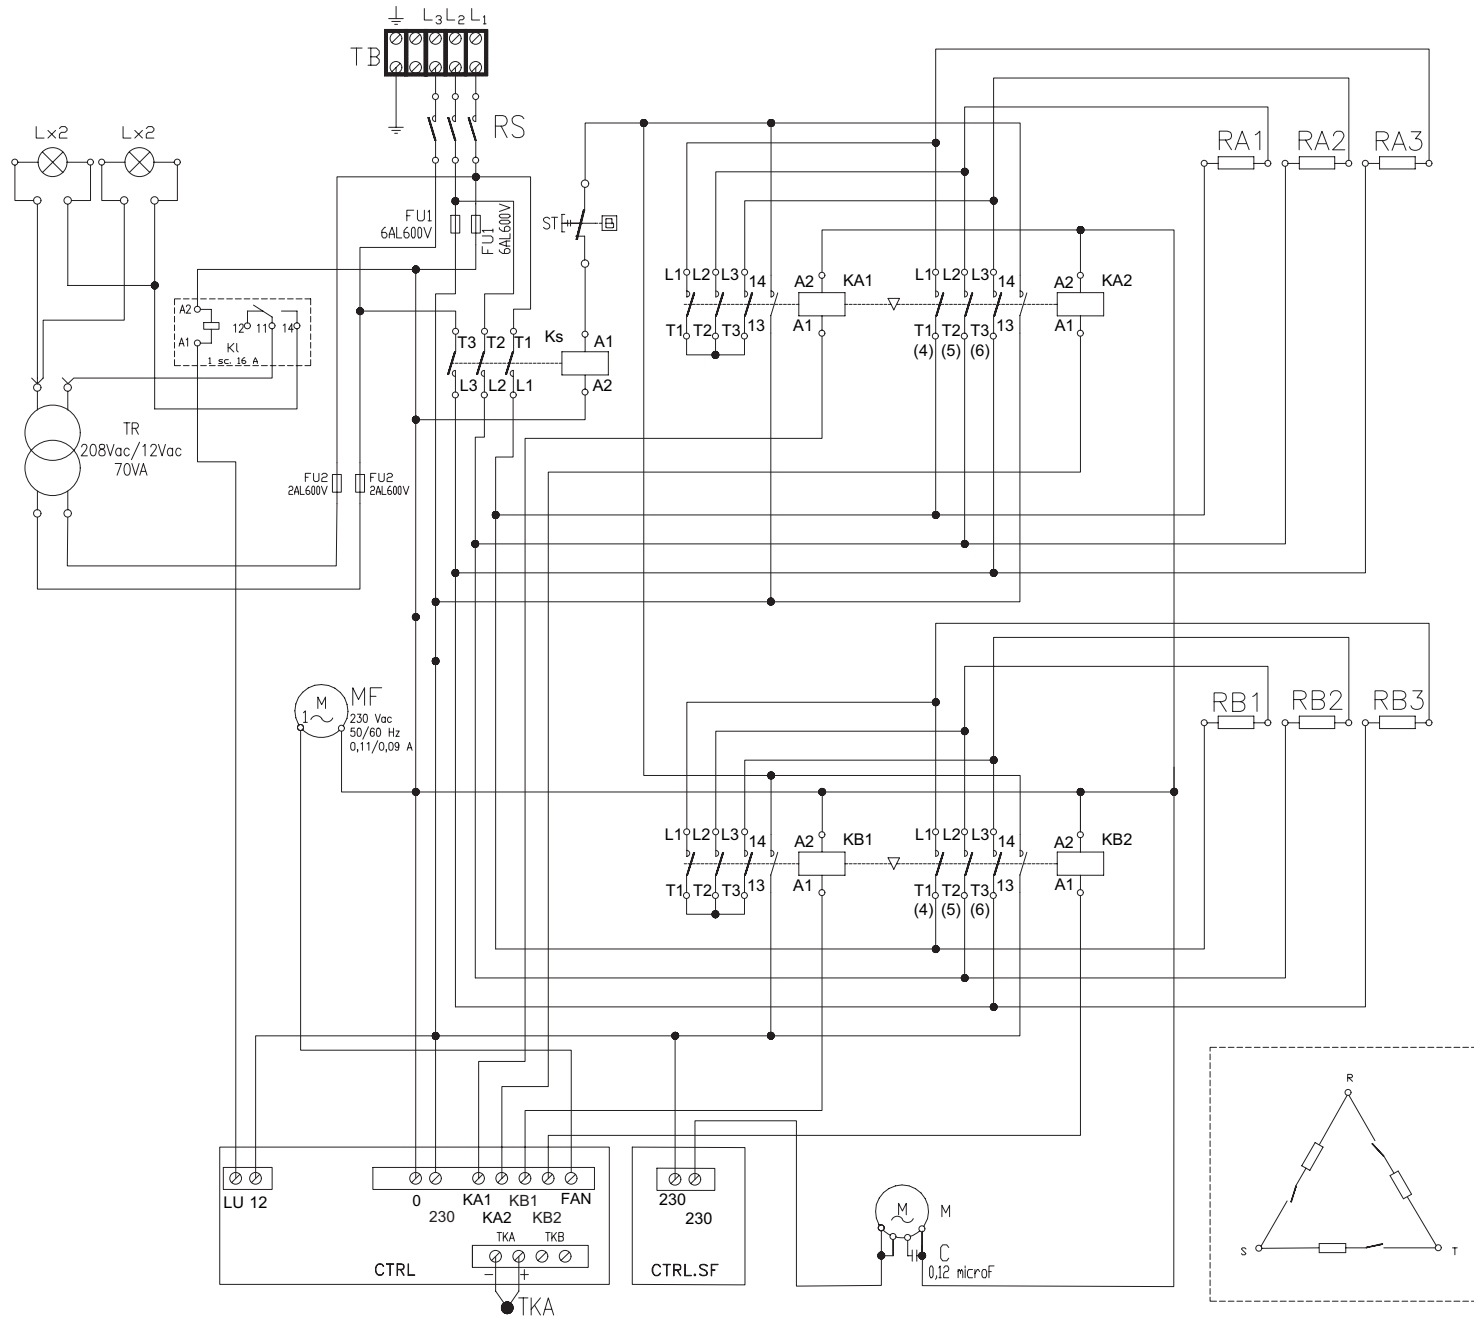 L3 L2 L1
TB
RS
Lx2 Lx2
RA1 RA2 RA3
FU1
6AL600V
FU1
6AL600V
ST
B
L1 L2 L3 14 A2 KA1 L1 L2 L3 14 A2 KA2
T1 T2 T3 13 A1 T1 T2 T3 13 A1
(4) (5) (6)
A2
12 11 14
A1 Kl
1 sc. 16 A
T3 T2 T1 Ks A1
L3 L2 L1 A2
TR
208Vac/12Vac
70VA
FU2
2AL600V
FU2
2AL600V
M
1
MF
230 Vac
50/60 Hz
0,11/0,09 A
RB1 RB2 RB3
L1 L2 L3 14 A2 KB1 L1 L2 L3 14 A2 KB2
T1 T2 T3 13 A1 T1 T2 T3 13 A1
(4) (5) (6)
R
S T
LU 12
0 KA1 KB1 FAN
230 KA2 KB2
TKA TKB
CTRL
- +
TKA
230
230
CTRL.SF
M
M
C
0,12 microF